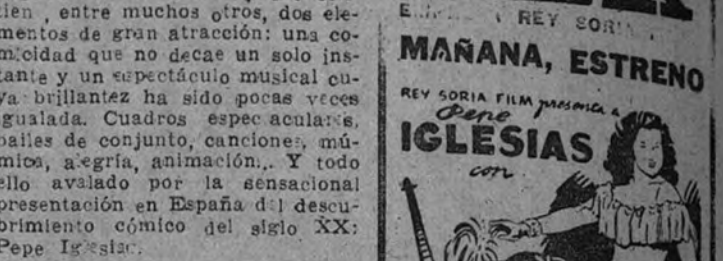 tien , entre muchos otros, dos ele-
mentos de gran atracción: una co-
micidad que no decae un solo ins-
tante y un espectáculo musical cu-
ya brillantez ha sido pocas veces
igualada. Cuadros espec aculares,
bailes de conjunto, canciones, mú-
mica, alegría, animación... Y todo
ello avalado por la sensacional
presentación en España del descu-
brimiento cómico del siglo XX:
Pepe Iglesias.
REY SORIA
MAÑANA, ESTRENO
REY SORIA FILM presenta a
Pepe
IGLESIAS
con